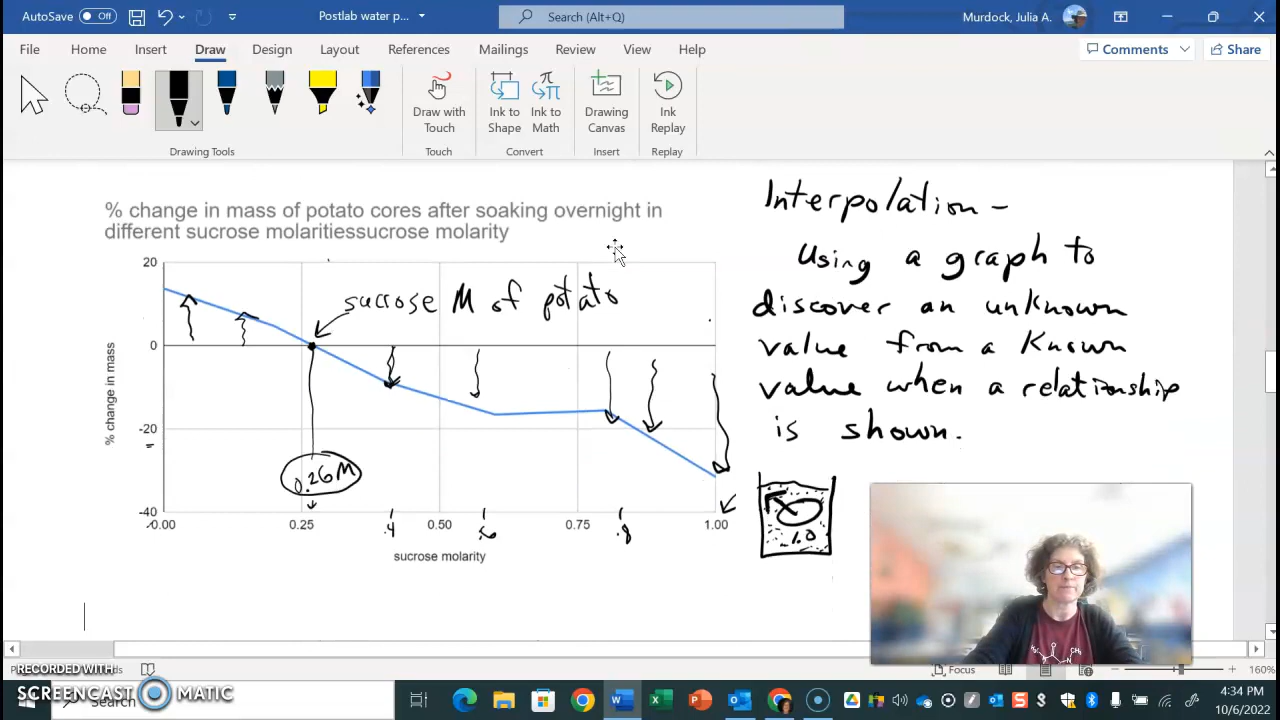 AutoSave Off
Postlab water p...
Search (Alt+Q)
Murdock, Julia A.
File Home Insert Draw Design Layout References Mailings Review View Help
Comments Share
Draw with Touch
Ink to Shape
Ink to Math
Drawing Canvas
Ink Replay
Drawing Tools Touch Convert Insert Replay
% change in mass of potato cores after soaking overnight in
different sucrose molaritiessucrose molarity
20
0
-20
-40
% change in mass
sucrose M of potato
0.26M
0.00 0.25 0.50 0.75 1.00
.4 .6 .8
sucrose molarity
Interpolation -
Using a graph to
discover an unknown
value from a known
value when a relationship
is shown.
1.0
Focus
160%
RECORDED WITH
SCREENCAST MATIC
Search
4:34 PM
10/6/2022